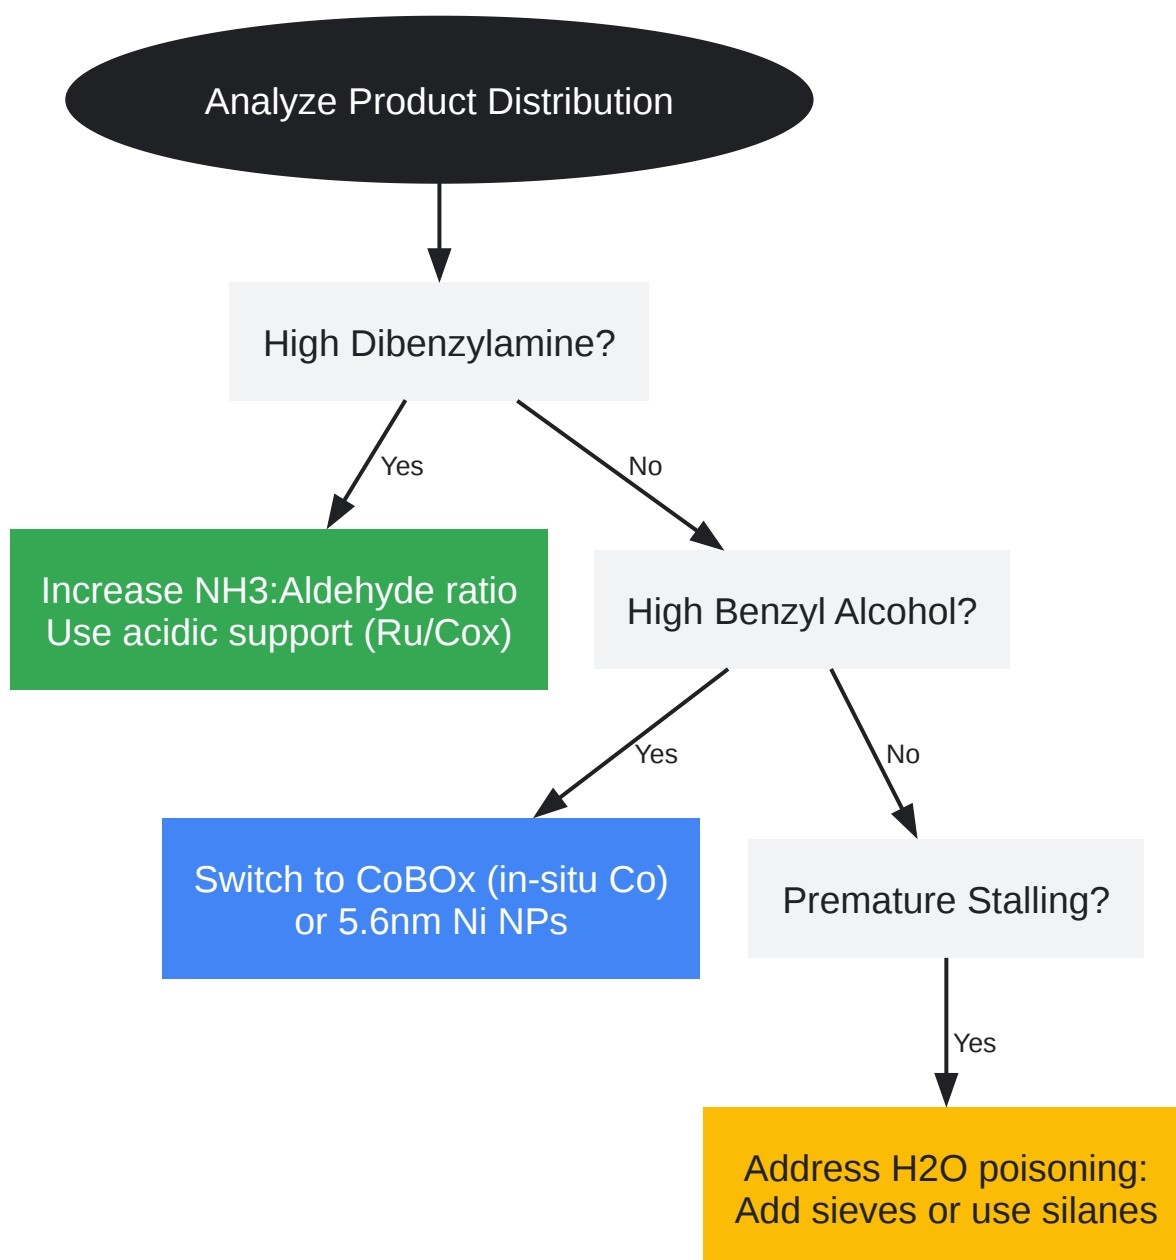 Analyze Product Distribution
High Dibenzylamine?
Yes
No
Increase NH3:Aldehyde ratio
Use acidic support (Ru/Cox)
High Benzyl Alcohol?
Yes
No
Switch to CoBOx (in-situ Co)
or 5.6nm Ni NPs
Premature Stalling?
Yes
Address H2O poisoning:
Add sieves or use silanes